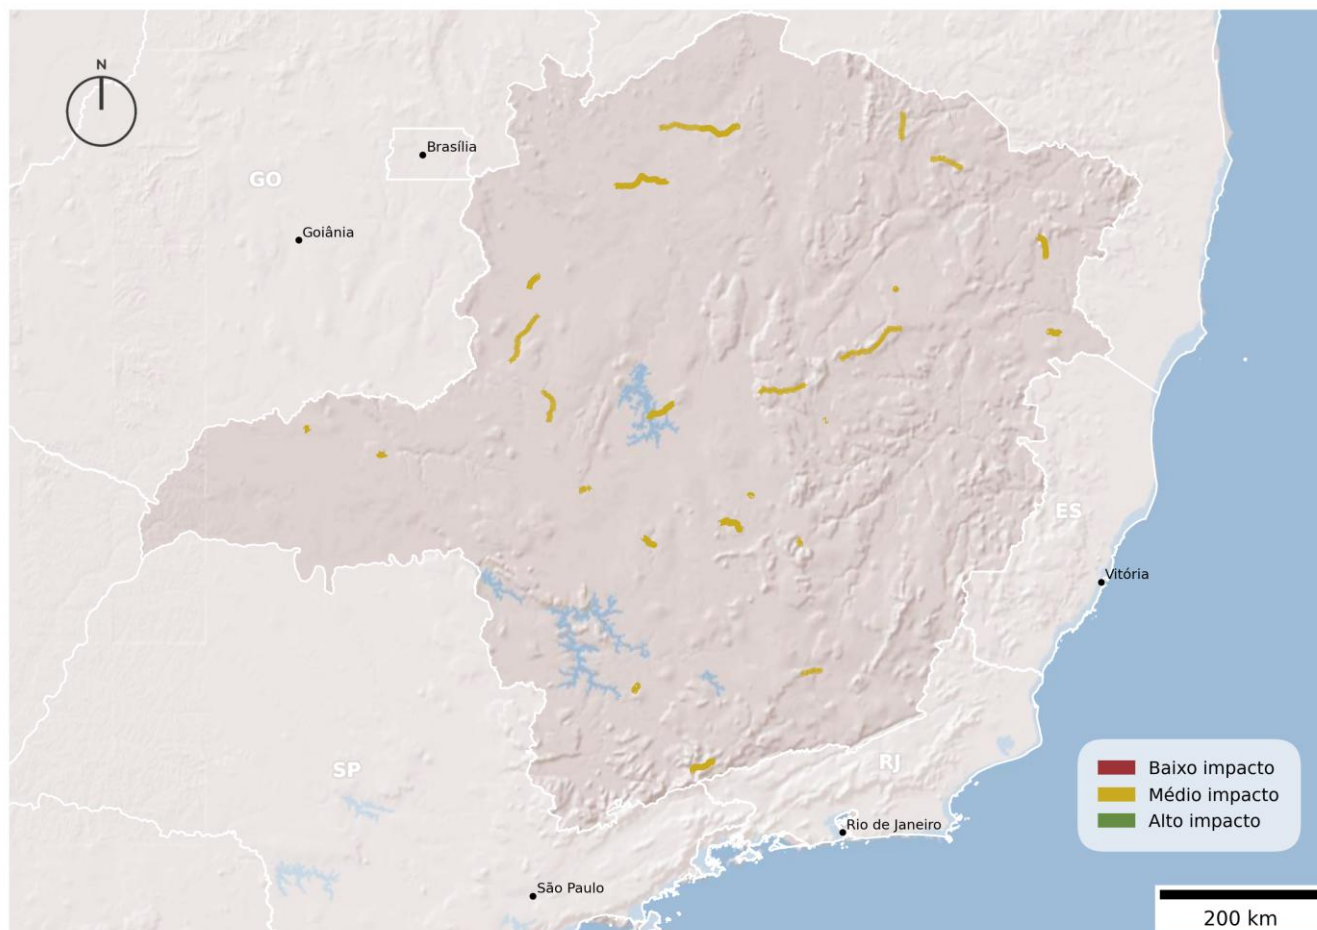 N
Brasília
GO
Goiânia
ES
Vitória
Baixo impacto
SP
RJ
Médio impacto
Alto impacto
Rio de Janeiro
São Paulo
200 km